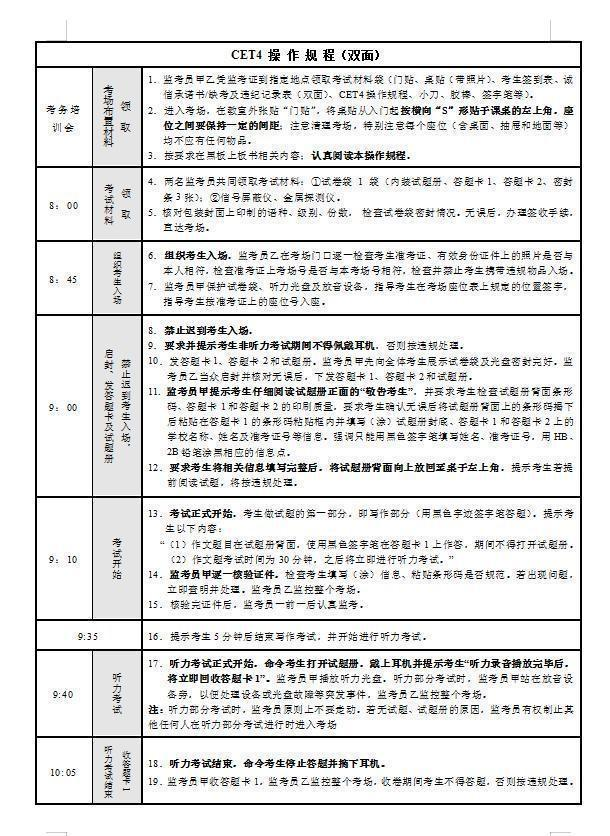 CET4 操 作 规 程（双面）
考务培
训会
领 取
考场布置材料
1. 监考员甲乙凭监考证到指定地点领取考试材料袋（门贴、桌贴（带照片）、考生签到表、诚
信承诺书/缺考及违纪记录表（双面）、CET4操作规程、小刀、胶棒、签字笔等）。
2. 进入考场，在教室外张贴“门贴”，将桌贴从入门起按横向“S”形贴于课桌的左上角，座
位之间要保持一定的间距；注意清理考场，特别注意每个座位（含桌面、抽屉和地面等）
均不应有任何物品。
3. 按要求在黑板上板书相关内容；认真阅读本操作规程。
8：00
领 取
考试材料
4. 两名监考员共同领取考试材料：①试卷袋 1 袋（内装试题册、答题卡1、答题卡2、密封
条3张）；②信号屏蔽仪、金属探测仪。
5. 核对包装封面上印制的语种、级别、份数， 检查试卷袋密封情况。无误后，办理签收手续，
直达考场。
8：45
组织考生入场
6. 组织考生入场。监考员乙在考场门口逐一检查考生准考证、有效身份证件上的照片是否与
本人相符，检查准考证上考场号是否与本考场号相符，检查并禁止考生携带违规物品入场。
7. 监考员甲保护试卷袋、听力光盘及放音设备，指导考生在考场座位表上规定的位置签字，
指导考生按准考证上的座位号入座。
9：00
禁止迟到考生入场，
启封、发答题卡及试题册
8. 禁止迟到考生入场。
9. 要求并提示考生非听力考试期间不得佩戴耳机，否则按违规处理。
10. 发答题卡1、答题卡2和试题册。监考员甲先向全体考生展示试卷袋及光盘密封完好。监
考员乙当众启封并核对无误后，下发答题卡1、答题卡2和试题册。
11. 监考员甲提示考生仔细阅读试题册正面的“敬告考生”，并要求考生检查试题册背面条形
码、答题卡1和答题卡2的印刷质量。要求考生确认无误后将试题册背面上的条形码揭下
后粘贴在答题卡1的条形码粘贴框内并填写（涂）试题册封底、答题卡1和答题卡2上的
学校名称、姓名及准考证号等信息。强调只能用黑色签字笔填写姓名、准考证号，用HB、
2B铅笔涂黑相应的信息点。
12. 要求考生将相关信息填写完整后，将试题册背面向上放回至桌子左上角，提示考生若提
前阅读试题，将按违规处理。
9：10
考试开始
13. 考试正式开始。考生做试题的第一部分，即写作部分（用黑色字迹签字笔答题）。提示考
生以下内容：
“（1）作文题目在试题册背面，使用黑色签字笔在答题卡1上作答，期间不得打开试题册。
（2）作文考试时间为30分钟，之后将立即进行听力考试。”
14. 监考员甲逐一核验证件。检查考生填写（涂）信息、粘贴条形码是否规范。若出现问题，
立即查明并处理。监考员乙监控整个考场。
15. 核验完证件后，监考员一前一后认真监考。
9:35
16. 提示考生5分钟后结束写作考试，并开始进行听力考试。
9:40
听力考试
17. 听力考试正式开始。命令考生打开试题册，戴上耳机并提示考生“听力录音播放完毕后，
将立即回收答题卡1”。监考员甲播放听力光盘。听力部分考试时，监考员甲站在放音设
备旁，以便处理设备或光盘故障等突发事件，监考员乙监控整个考场。
注：听力部分考试时，监考员原则上不要走动。若无试题、试题册的原因，监考员有权制止其
他任何人在听力部分考试进行时进入考场
10:05
收答题卡1
听力考试结束
18. 听力考试结束。命令考生停止答题并摘下耳机。
19. 监考员甲收答题卡1，监考员乙监控整个考场，收卷期间考生不得答题，否则按违规处理。